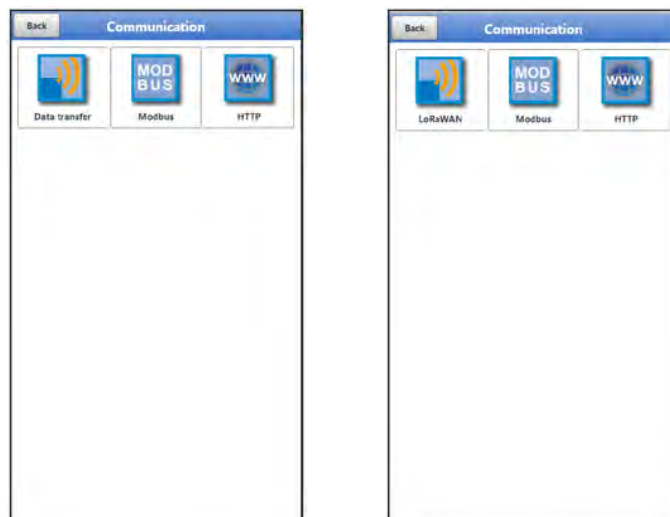 Back Communication
MOD
BUS
WWW
Data transfer Modbus HTTP
Back Communication
MOD
BUS
WWW
LoRaWAN Modbus HTTP